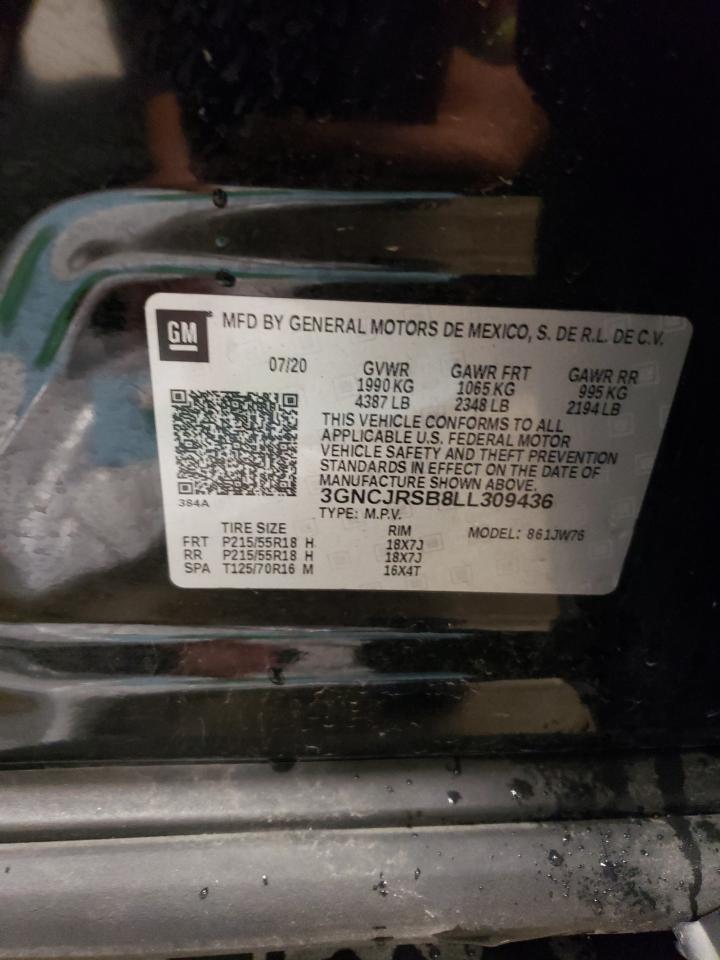 GM
MFD BY GENERAL MOTORS DE MEXICO, S. DE R.L. DE C.V.
07/20 GVWR GAWR FRT GAWR RR
1990 KG 1065 KG 995 KG
4387 LB 2348 LB 2194 LB
THIS VEHICLE CONFORMS TO ALL
APPLICABLE U.S. FEDERAL MOTOR
VEHICLE SAFETY AND THEFT PREVENTION
STANDARDS IN EFFECT ON THE DATE OF
MANUFACTURE SHOWN ABOVE.
3GNCJRSB8LL309436
384A
TYPE: M.P.V.
TIRE SIZE RIM MODEL: 861JW76
FRT P215/55R18 H 18X7J
RR P215/55R18 H 18X7J
SPA T125/70R16 M 16X4T